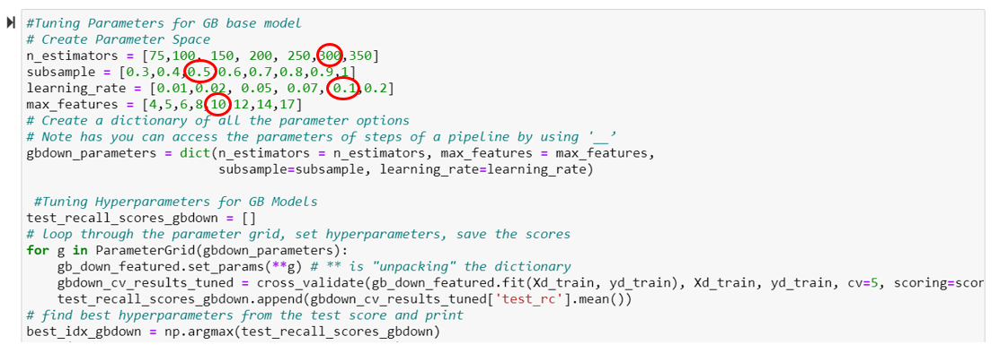 #Tuning Parameters for GB base model
# Create Parameter Space
n_estimators = [75,100, 150, 200, 250,300,350]
subsample = [0.3,0.4,0.5,0.6,0.7,0.8,0.9,1]
learning_rate = [0.01,0.02, 0.05, 0.07, 0.1,0.2]
max_features = [4,5,6,8,10,12,14,17]
# Create a dictionary of all the parameter options
# Note has you can access the parameters of steps of a pipeline by using '__’
gbdown_parameters = dict(n_estimators = n_estimators, max_features = max_features,
subsample=subsample, learning_rate=learning_rate)
#Tuning Hyperparameters for GB Models
test_recall_scores_gbdown = []
# loop through the parameter grid, set hyperparameters, save the scores
for g in ParameterGrid(gbdown_parameters):
gb_down_featured.set_params(**g) # ** is "unpacking" the dictionary
gbdown_cv_results_tuned = cross_validate(gb_down_featured.fit(Xd_train, yd_train), Xd_train, yd_train, cv=5, scoring=scor
test_recall_scores_gbdown.append(gbdown_cv_results_tuned['test_rc'].mean())
# find best hyperparameters from the test score and print
best_idx_gbdown = np.argmax(test_recall_scores_gbdown)